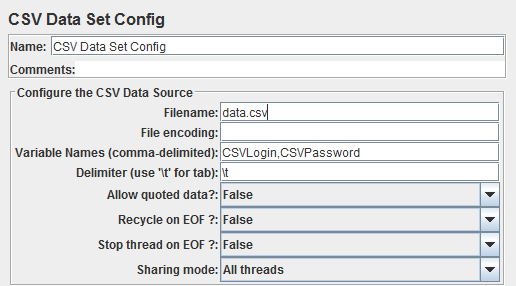 CSV Data Set Config
Name: CSV Data Set Config
Comments:
Configure the CSV Data Source
Filename: data.csv
File encoding:
Variable Names (comma-delimited): CSVLogin,CSVPassword
Delimiter (use '\t' for tab): \t
Allow quoted data?: False
Recycle on EOF ?: False
Stop thread on EOF ?: False
Sharing mode: All threads